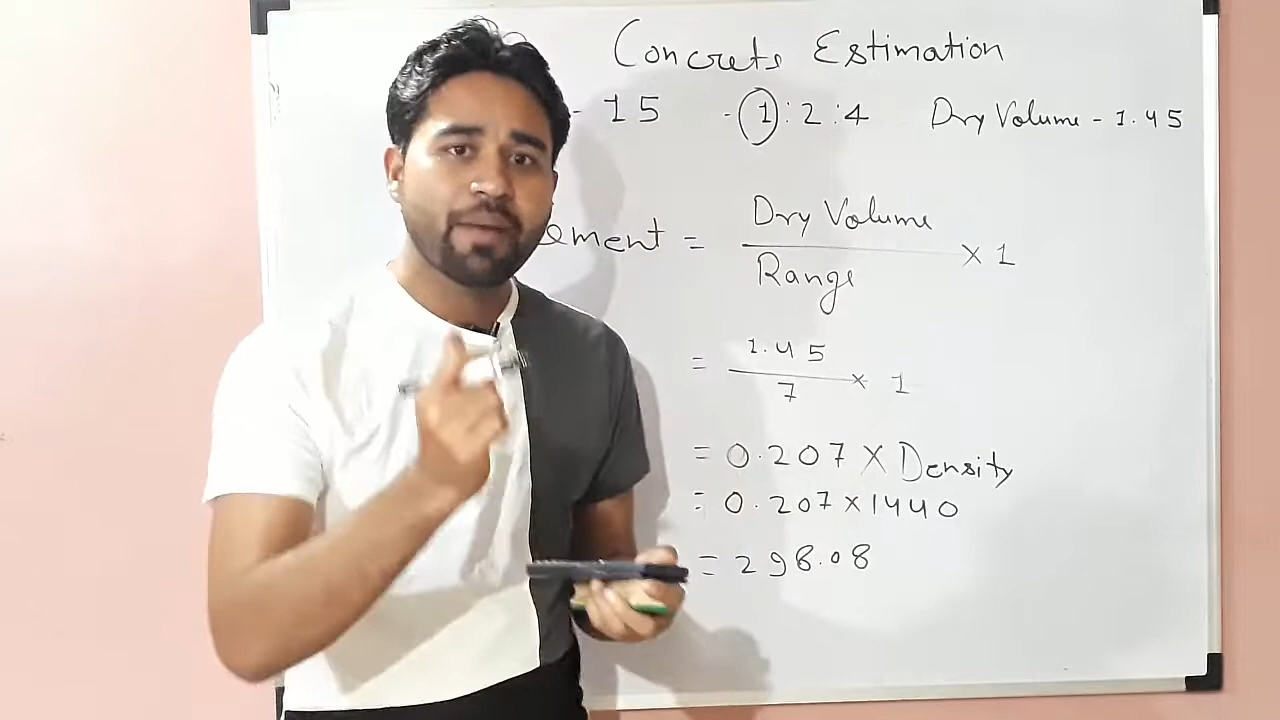 Concrete Estimation
- 15 - 1:2:4 Dry Volume - 1.45
ement = Dry Volume
Range × 1
= 1.45
7 × 1
= 0.207 × Density
= 0.207 × 1440
= 298.08